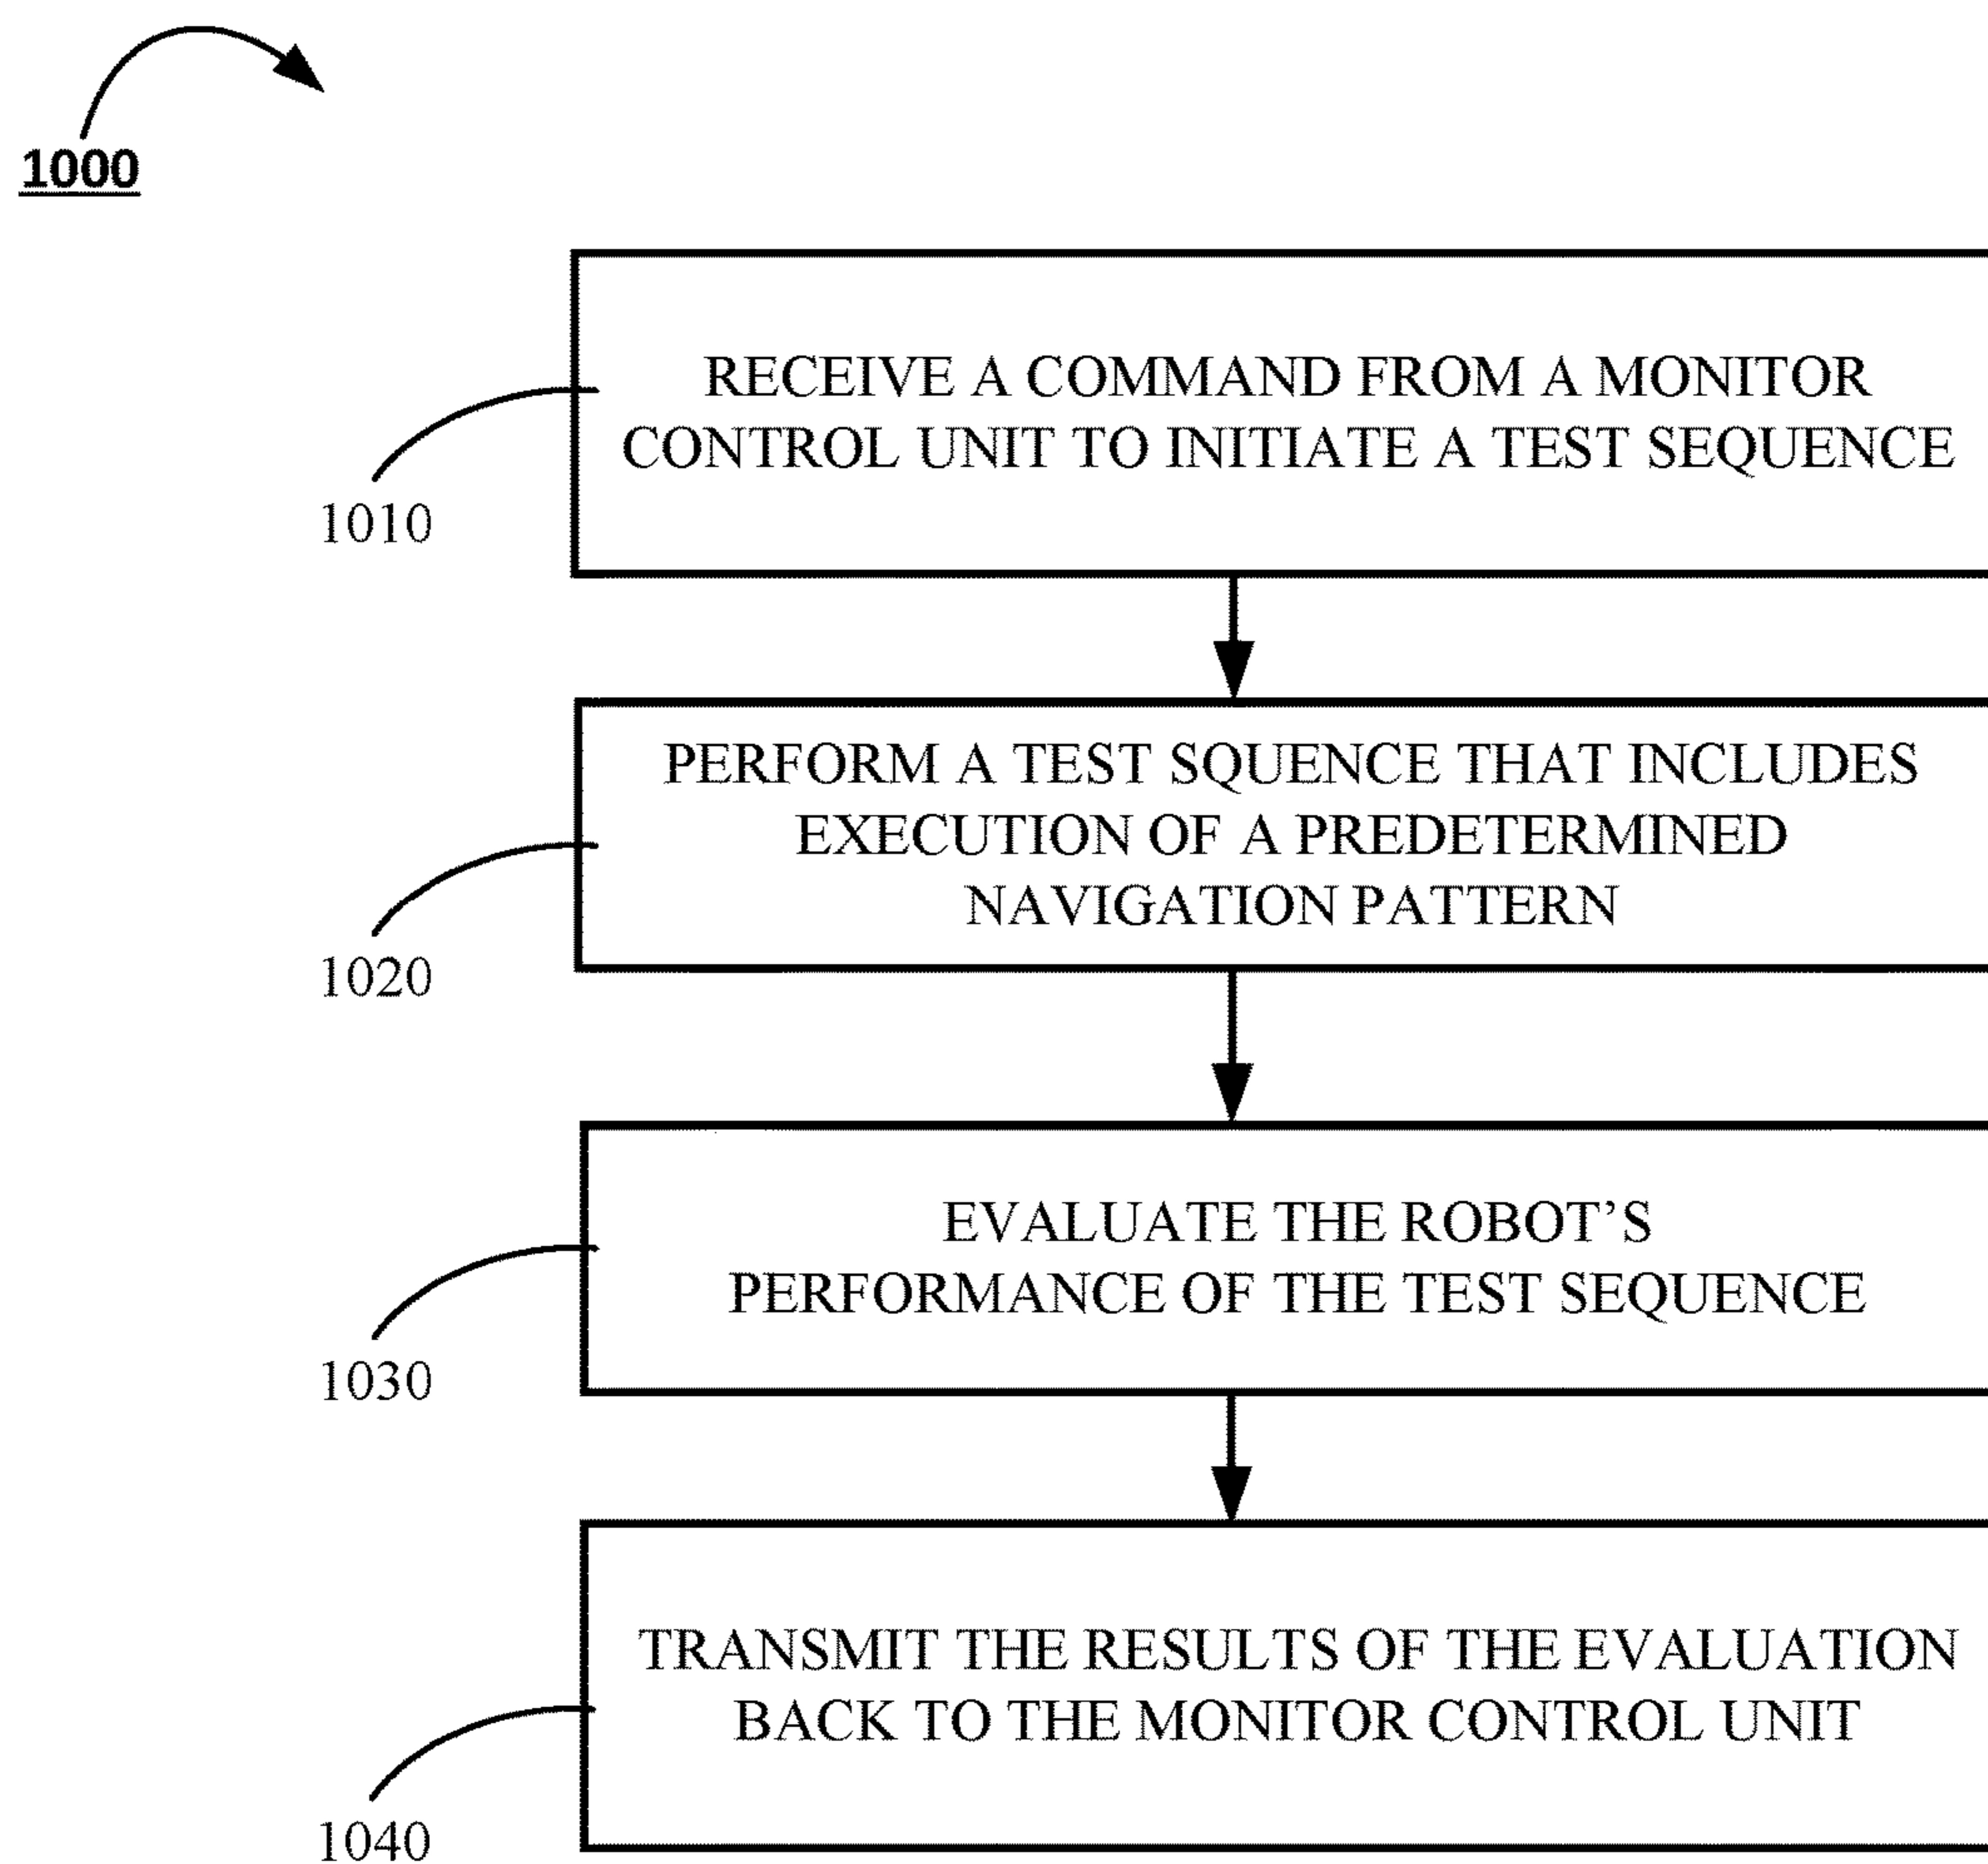 1000
RECEIVE A COMMAND FROM A MONITOR
CONTROL UNIT TO INITIATE A TEST SEQUENCE
1010
PERFORM A TEST SQUENCE THAT INCLUDES
EXECUTION OF A PREDETERMINED
NAVIGATION PATTERN
1020
EVALUATE THE ROBOT’S
PERFORMANCE OF THE TEST SEQUENCE
1030
TRANSMIT THE RESULTS OF THE EVALUATION
BACK TO THE MONITOR CONTROL UNIT
1040